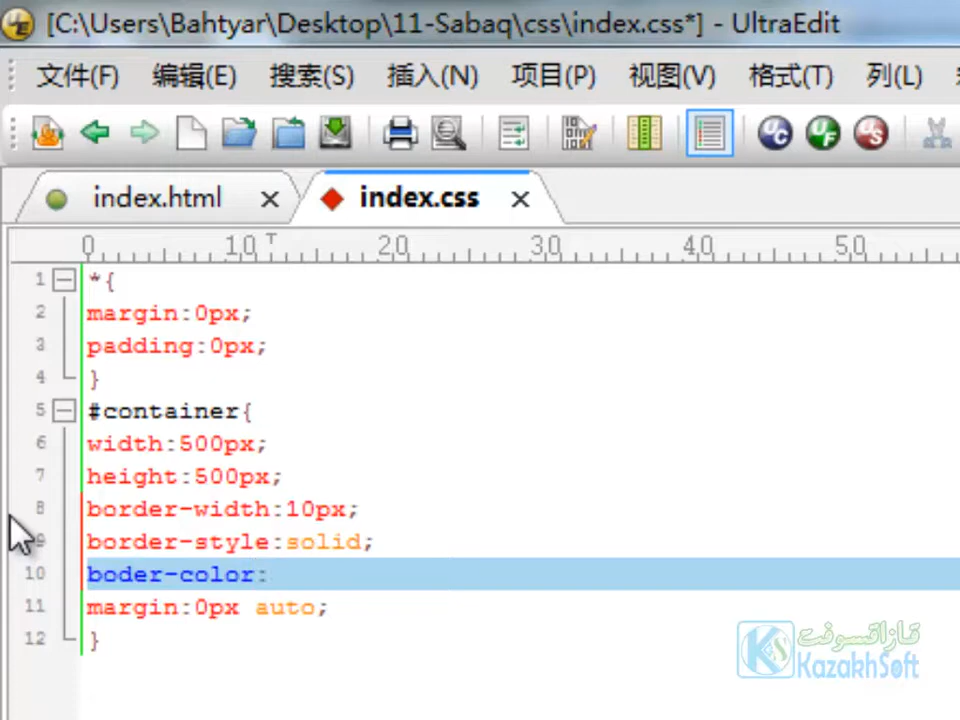 [C:\Users\Bahtyar\Desktop\11-Sabaq\css\index.css*] - UltraEdit
文件(F) 编辑(E) 搜索(S) 插入(N) 项目(P) 视图(V) 格式(T) 列(L)
index.html index.css
0 10 20 30 40 50
1 *{
2 margin:0px;
3 padding:0px;
4 }
5 #container{
6 width:500px;
7 height:500px;
8 border-width:10px;
9 border-style:solid;
10 boder-color:
11 margin:0px auto;
12 }
قازاقسوفت
KazakhSoft